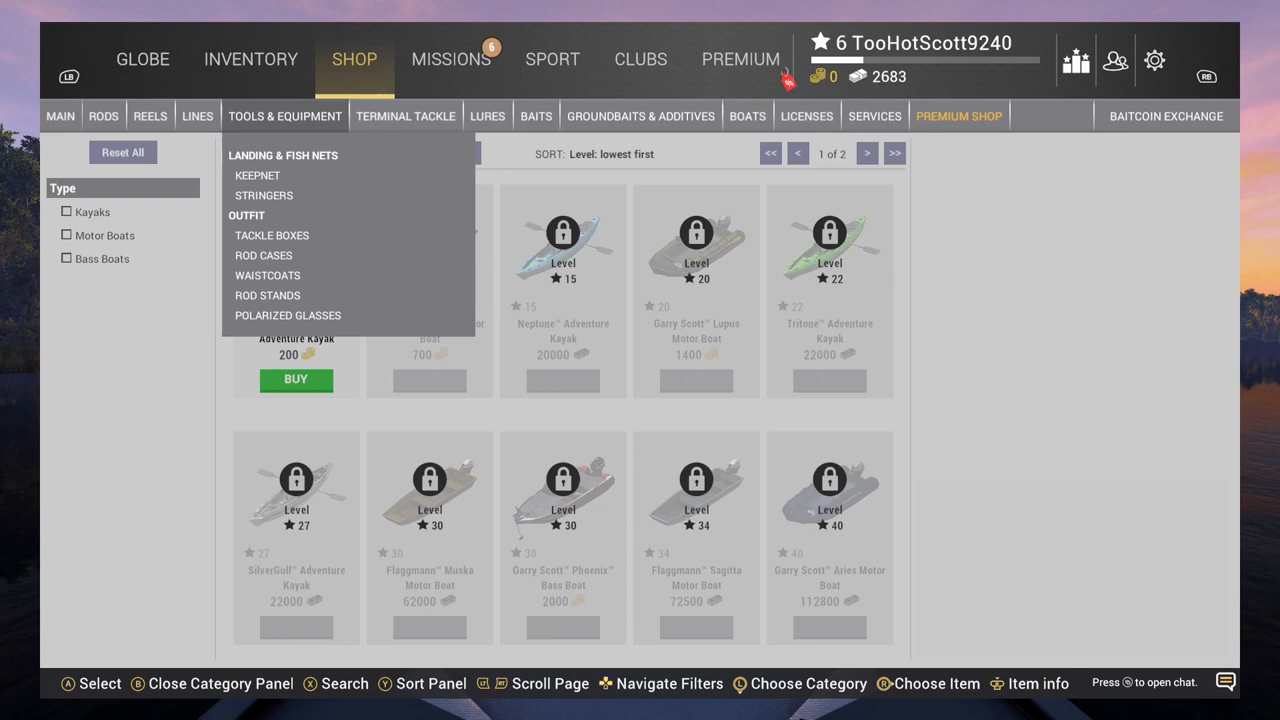 GLOBE INVENTORY SHOP MISSIONS 6 SPORT CLUBS PREMIUM
6 TooHotScott9240
0 2683
LB
RB
MAIN RODS REELS LINES TOOLS & EQUIPMENT TERMINAL TACKLE LURES BAITS GROUNDBAITS & ADDITIVES BOATS LICENSES SERVICES PREMIUM SHOP BAITCOIN EXCHANGE
Reset All
Type
Kayaks
Motor Boats
Bass Boats
LANDING & FISH NETS
KEEPNET
STRINGERS
OUTFIT
TACKLE BOXES
ROD CASES
WAISTCOATS
ROD STANDS
POLARIZED GLASSES
SORT: Level: lowest first
<< < 1 of 2 > >>
Level Level Level
15 20 22
15 20 22
Neptune™ Adventure Garry Scott™ Lupus Tritone™ Adventure
Adventure Kayak Boat Kayak Motor Boat Kayak
200 700 20000 1400 22000
BUY
Level Level Level Level Level
27 30 30 34 40
27 30 30 34 40
SilverGull™ Adventure Flaggmann™ Muska Garry Scott™ Phoenix™ Flaggmann™ Sagitta Garry Scott™ Aries Motor
Kayak Motor Boat Bass Boat Motor Boat Boat
22000 62000 2000 72500 112800
A Select B Close Category Panel X Search Y Sort Panel LT RT Scroll Page Navigate Filters L Choose Category R Choose Item Item info Press to open chat.